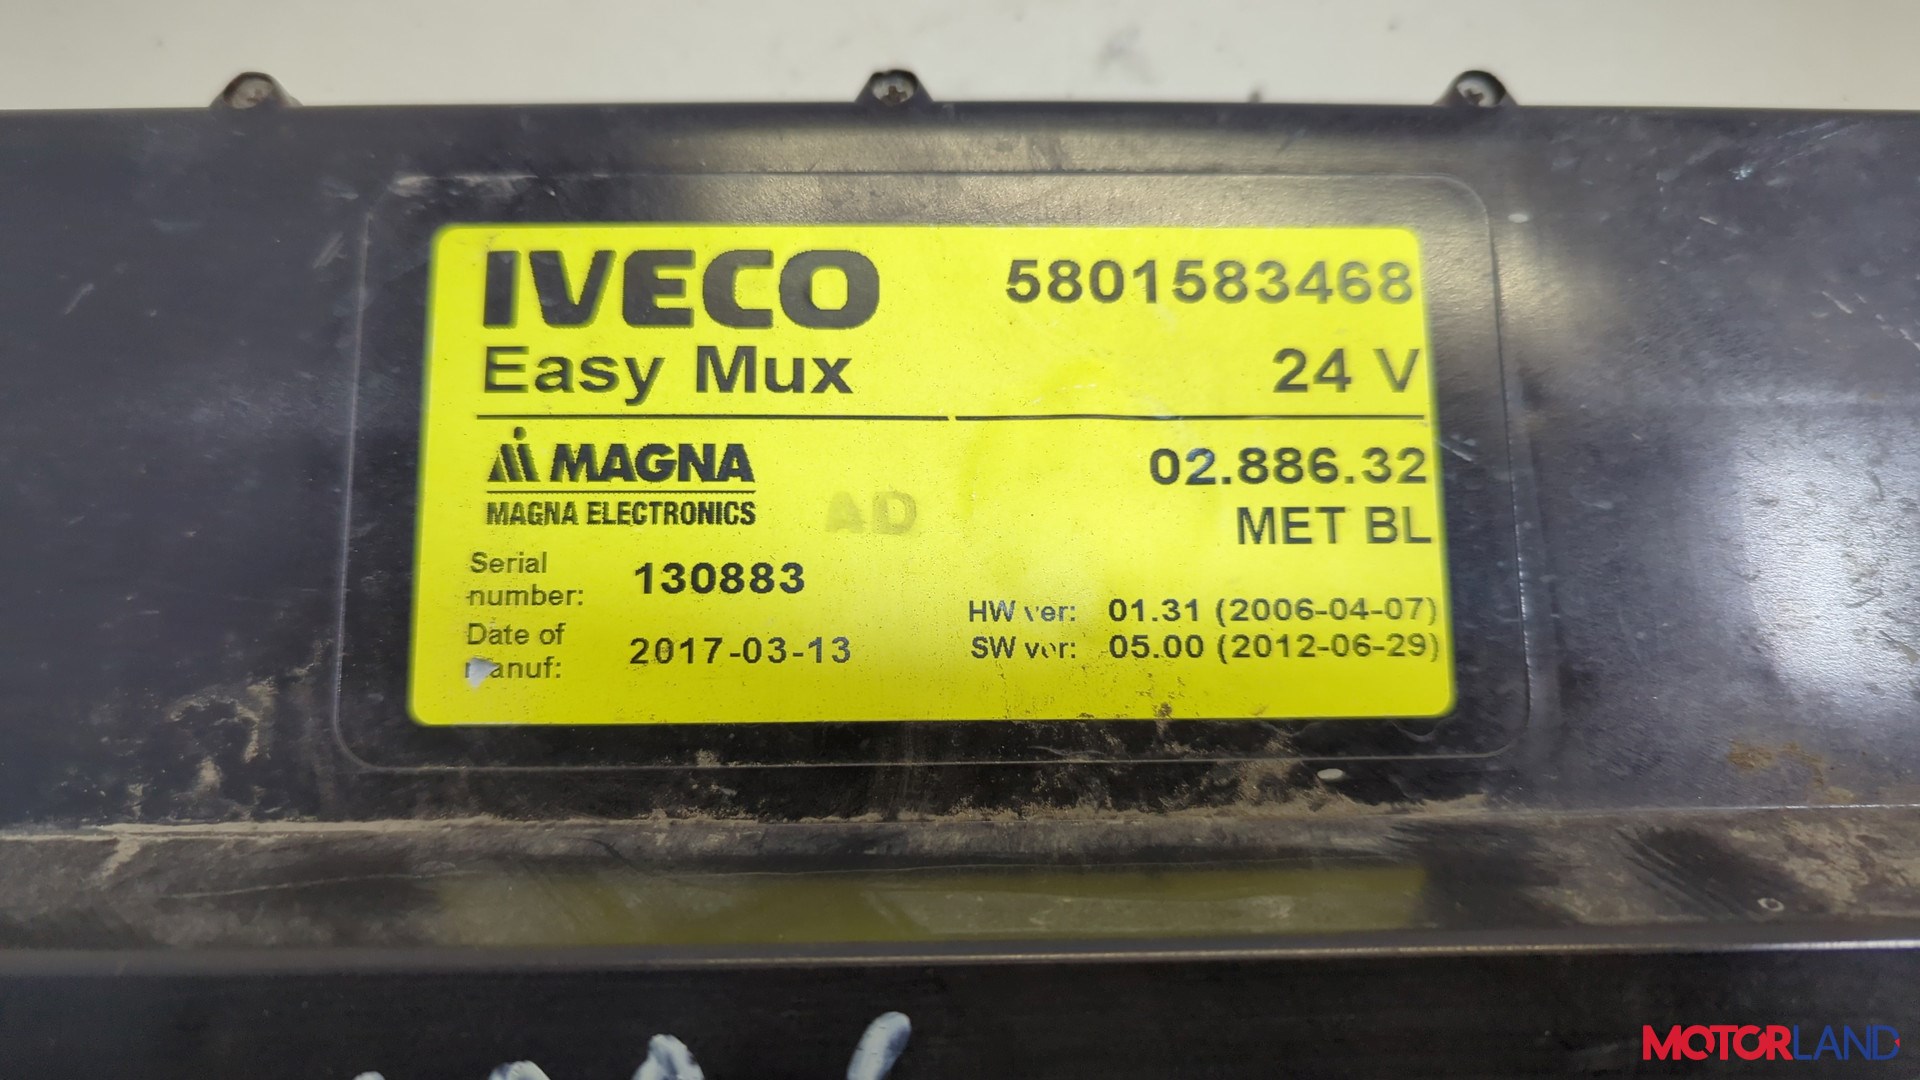 IVECO 5801583468
Easy Mux 24 V
MAGNA 02.886.32
MAGNA ELECTRONICS AD MET BL
Serial
number: 130883
HW ver: 01.31 (2006-04-07)
Date of
manuf: 2017-03-13
SW ver: 05.00 (2012-06-29)
MOTORLAND